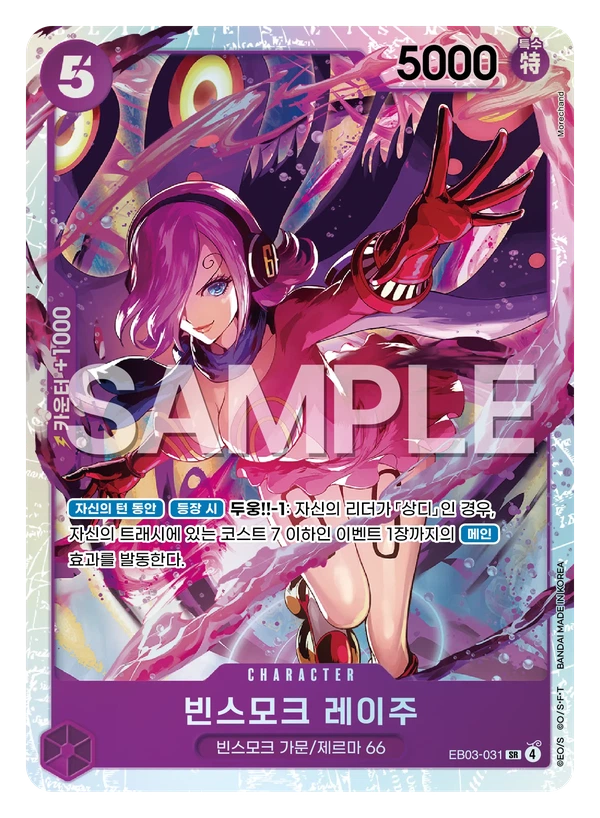 5
5000
특수
特
Morechand
카운터 +1000
SAMPLE
자신의 턴 동안 등장 시 두웅!!-1: 자신의 리더가 「상디」인 경우,
자신의 트래시에 있는 코스트 7 이하인 이벤트 1장까지의 메인
효과를 발동한다.
CHARACTER
빈스모크 레이주
빈스모크 가문/제르마 66
EB03-031 SR 4
©EO/S ©O/S・F・T BANDAI MADE IN KOREA